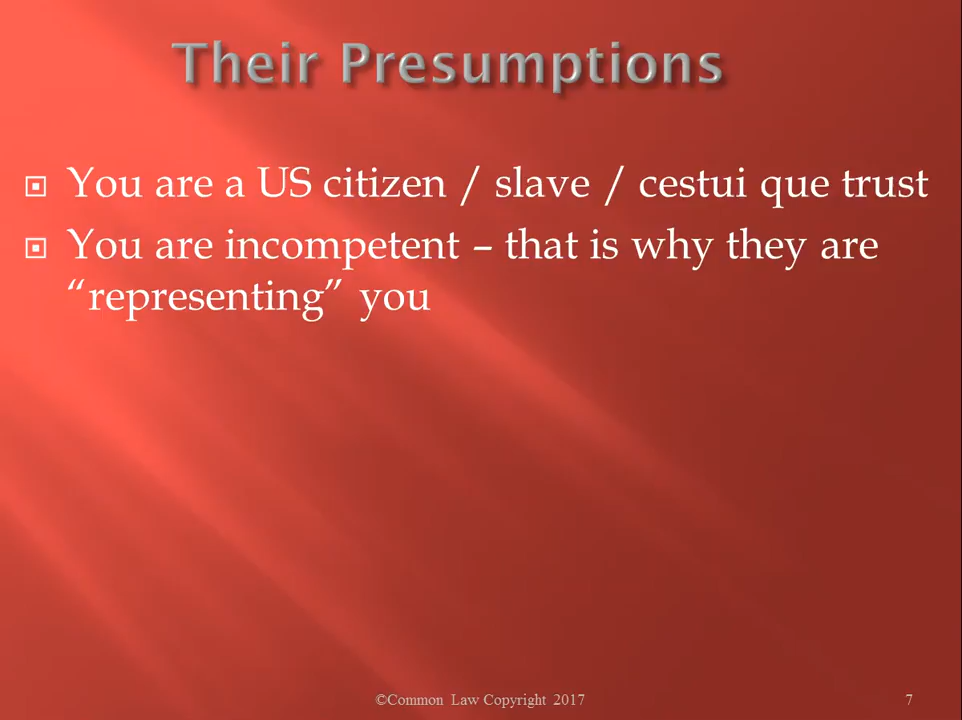 Their Presumptions
You are a US citizen / slave / cestui que trust
You are incompetent – that is why they are
“representing” you
©Common Law Copyright 2017
7